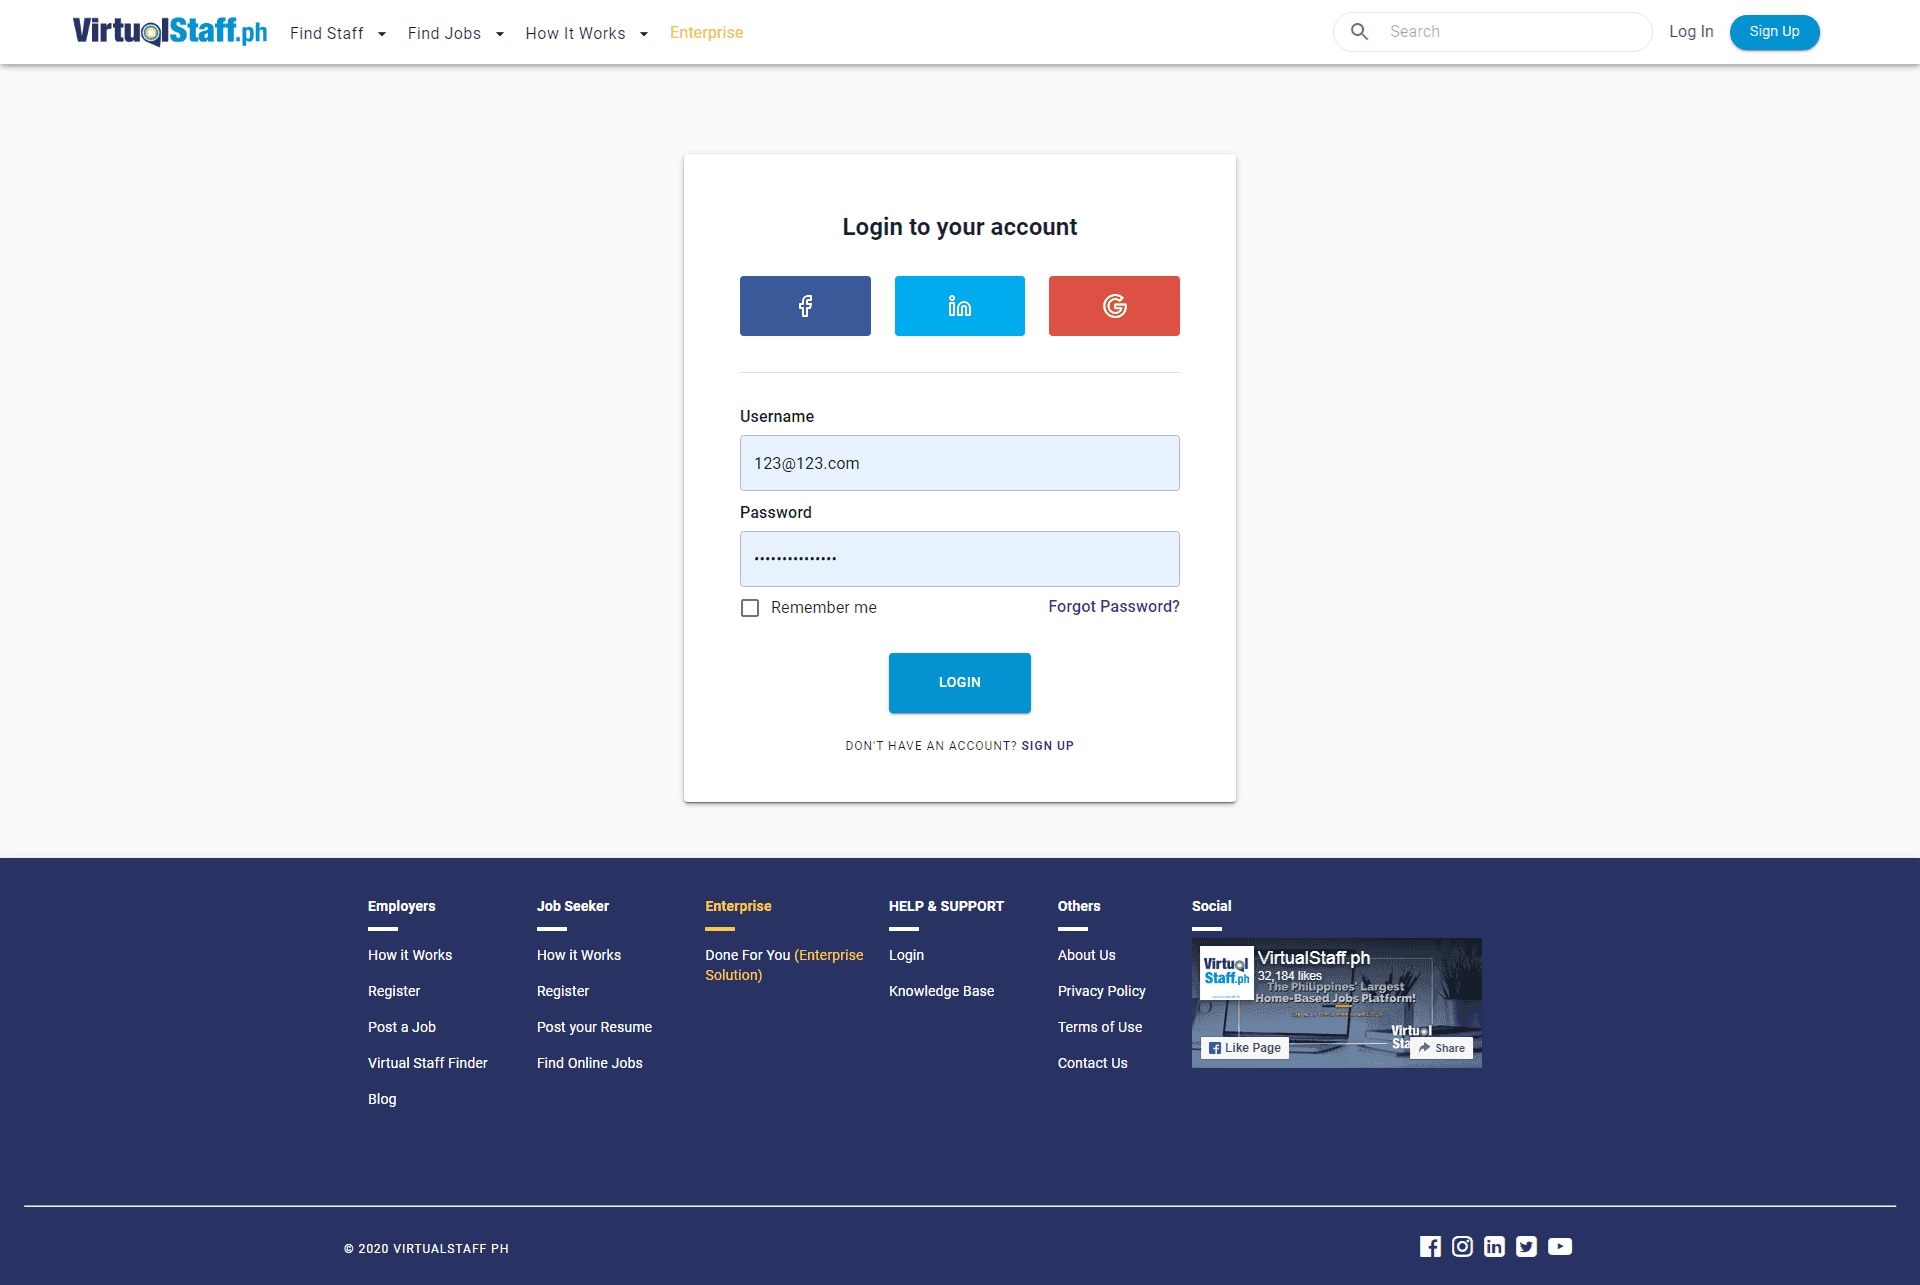 VirtualStaff.ph
Find Staff
Find Jobs
How It Works
Enterprise
Search
Log In
Sign Up
Login to your account
Username
123@123.com
Password
•••••••••••••••
Remember me
Forgot Password?
LOGIN
DON'T HAVE AN ACCOUNT? SIGN UP
Employers
How it Works
Register
Post a Job
Virtual Staff Finder
Blog
Job Seeker
How it Works
Register
Post your Resume
Find Online Jobs
Enterprise
Done For You (Enterprise
Solution)
HELP & SUPPORT
Login
Knowledge Base
Others
About Us
Privacy Policy
Terms of Use
Contact Us
Social
Virtual
Staff.ph
VirtualStaff.ph
32,184 likes
The Philippines' Largest
Home-Based Jobs Platform!
Virtual
Sta
Like Page
Share
© 2020 VIRTUALSTAFF PH